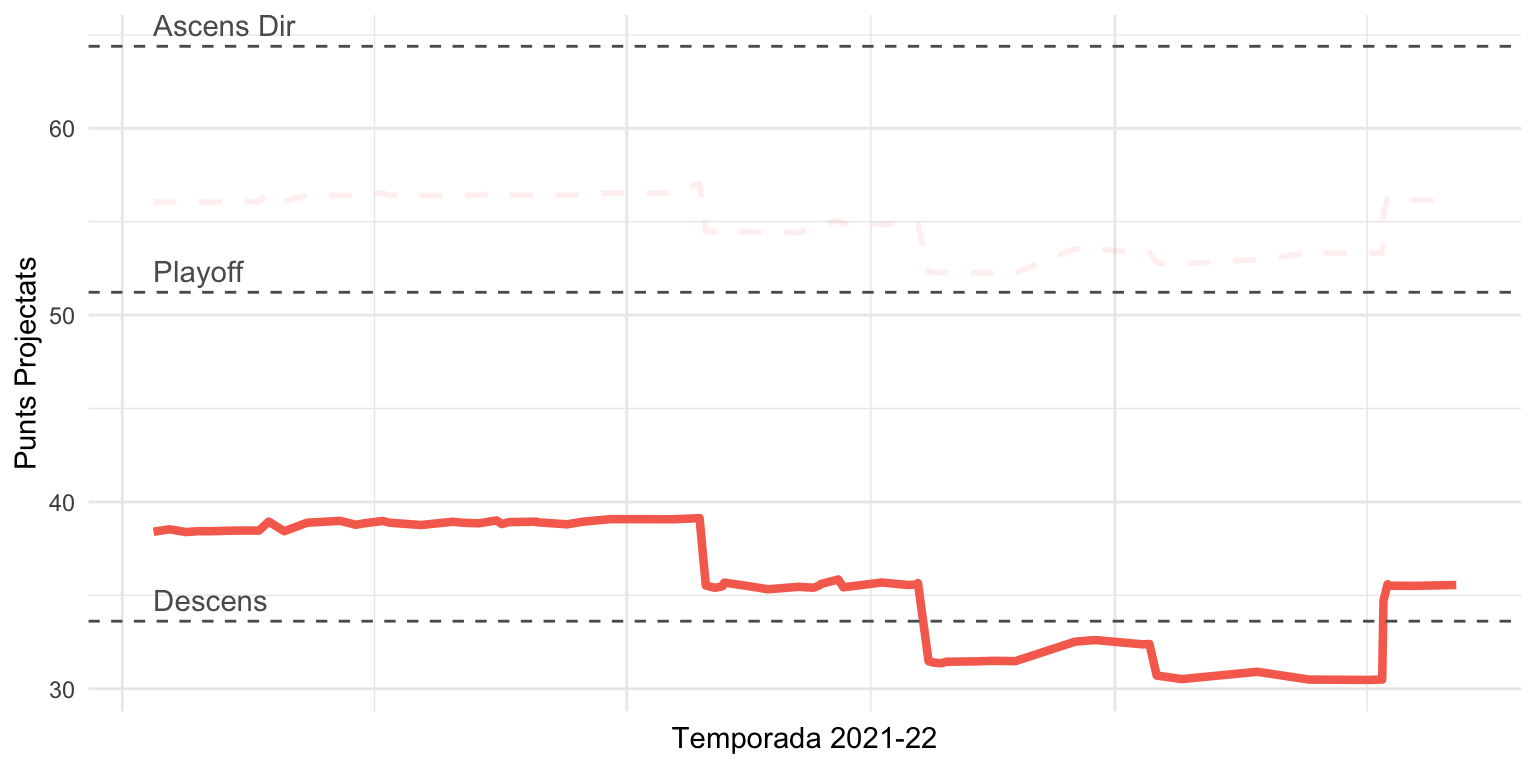 Ascens Dir
60
Playoff
50
Punts Projectats
40
Descens
30
Temporada 2021-22